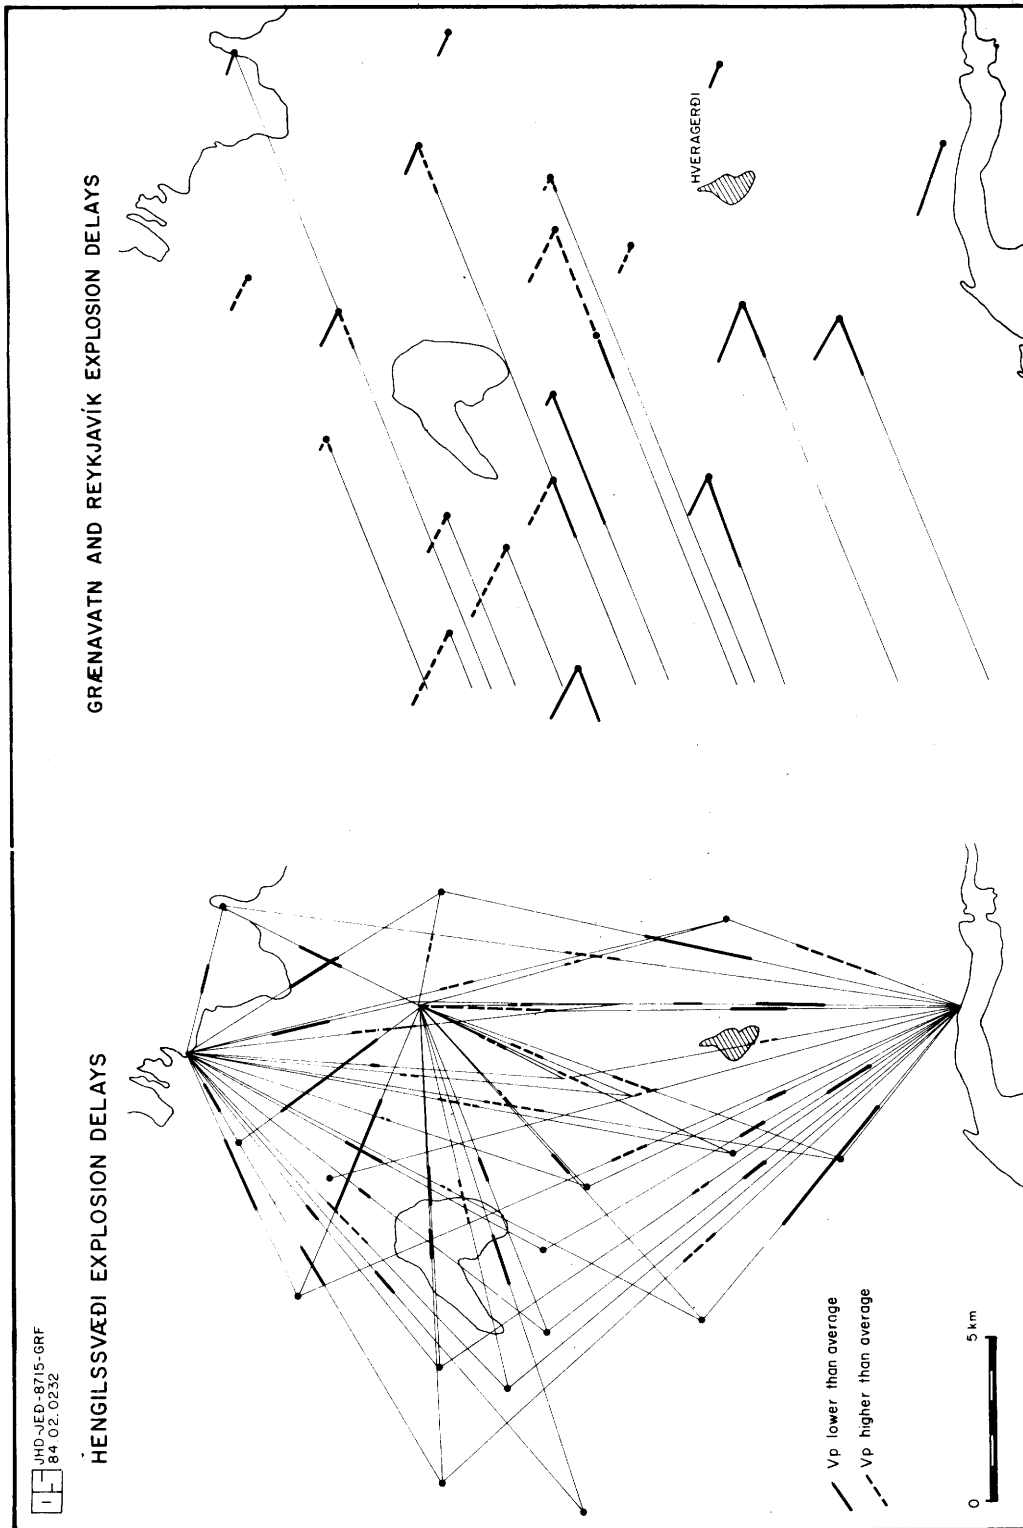 JHD-JEÐ-8715-GRF
84.02.0232
HENGILSSVÆÐI EXPLOSION DELAYS
Vp lower than average
Vp higher than average
0 5 km
GRÆNAVATN AND REYKJAVÍK EXPLOSION DELAYS
HVERAGERÐI